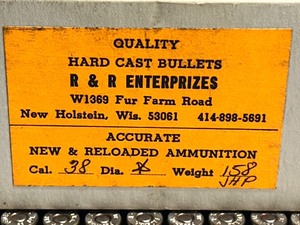 QUALITY
HARD CAST BULLETS
R & R ENTERPRIZES
W1369 Fur Farm Road
New Holstein, Wis. 53061 414-898-5691
ACCURATE
NEW & RELOADED AMMUNITION
Cal. 38 Dia. Weight 158
JHP